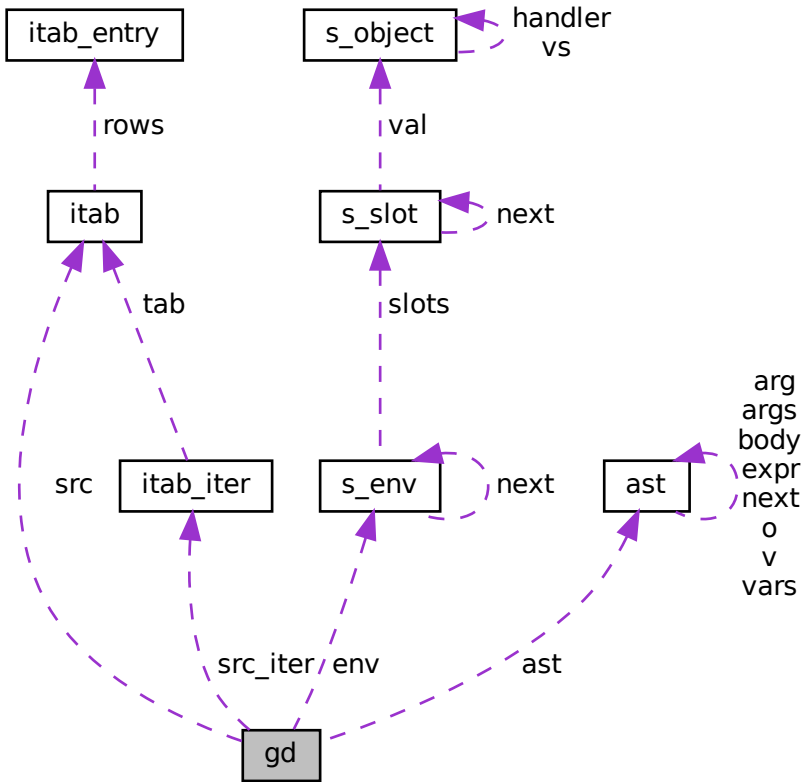 itab_entry
s_object
handler
vs
rows
val
itab
s_slot
next
tab
slots
arg
args
body
expr
next
o
v
vars
src
itab_iter
s_env
next
ast
src_iter
env
ast
gd